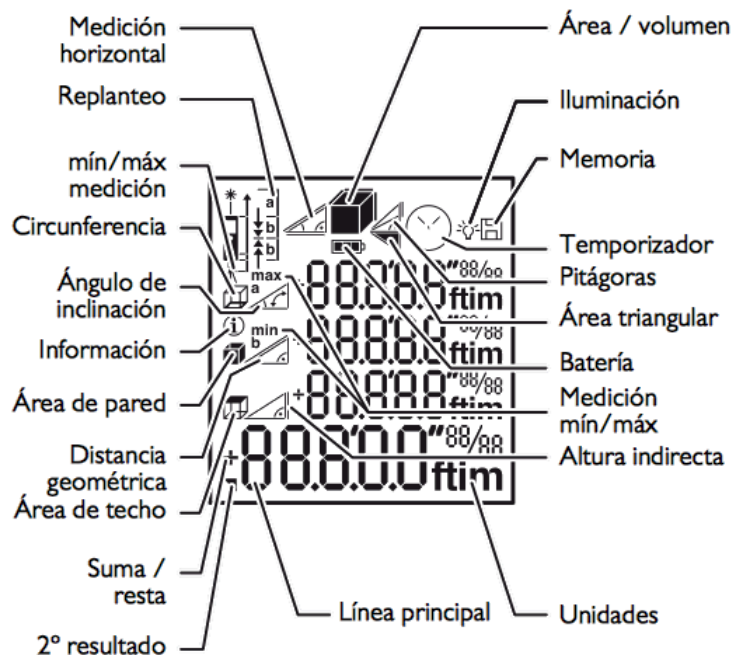 Medición
horizontal
Replanteo
mín/máx
medición
Circunferencia
Ángulo de
inclinación
Información
Área de pared
Distancia
geométrica
Área de techo
Suma /
resta
2º resultado
Área / volumen
Iluminación
Memoria
Temporizador
Pitágoras
Área triangular
Batería
Medición
mín/máx
Altura indirecta
Unidades
Línea principal
a
b
b
max
a
ftim
i
min
b
ftim
ftim
ftim